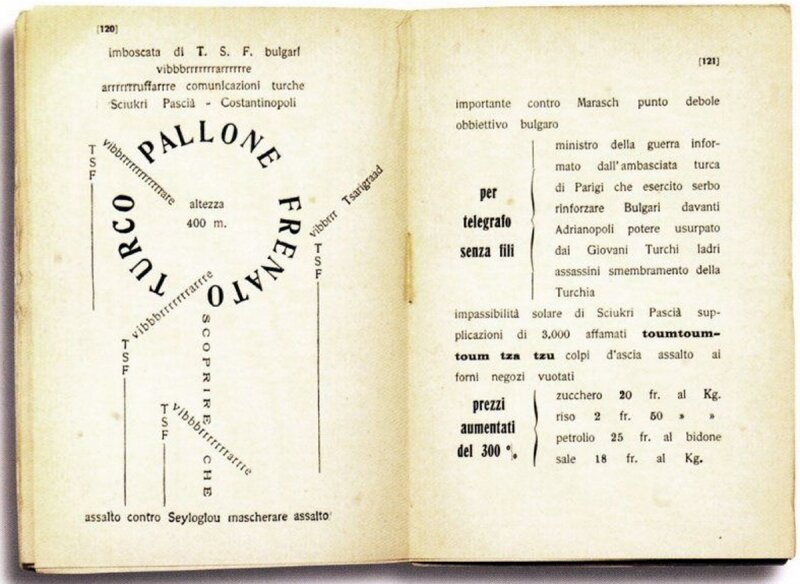 [120]
imboscata di T. S. F. bulgari
vibbbrrrrrrrarrrrrre
arrrrrrruffarrre comunicazioni turche
Sciukri Pascià - Costantinopoli
TSF
vibbbrrrrrrrrrrrare
PALLONE FRENATO TURCO
altezza
400 m.
vibbrrr Tsarigraad
TSF
vibbbrrrrrrrrarrre
TSF
SCOPRIRE CHE
TSF
vibbbrrrrrrrarrre
assalto contro Seyloglou mascherare assalto
[121]
importante contro Marasch punto debole
obbiettivo bulgaro
per
telegrafo
senza fili
ministro della guerra infor-
mato dall'ambasciata turca
di Parigi che esercito serbo
rinforzare Bulgari davanti
Adrianopoli potere usurpato
dai Giovani Turchi ladri
assassini smembramento della
Turchia
impassibilità solare di Sciukri Pascià sup-
plicazioni di 3.000 affamati toumtoum-
toum tza tzu colpi d'ascia assalto ai
forni negozi vuotati
prezzi
aumentati
del 300 %
zucchero 20 fr. al Kg.
riso 2 fr. 50 » »
petrolio 25 fr. al bidone
sale 18 fr. al Kg.